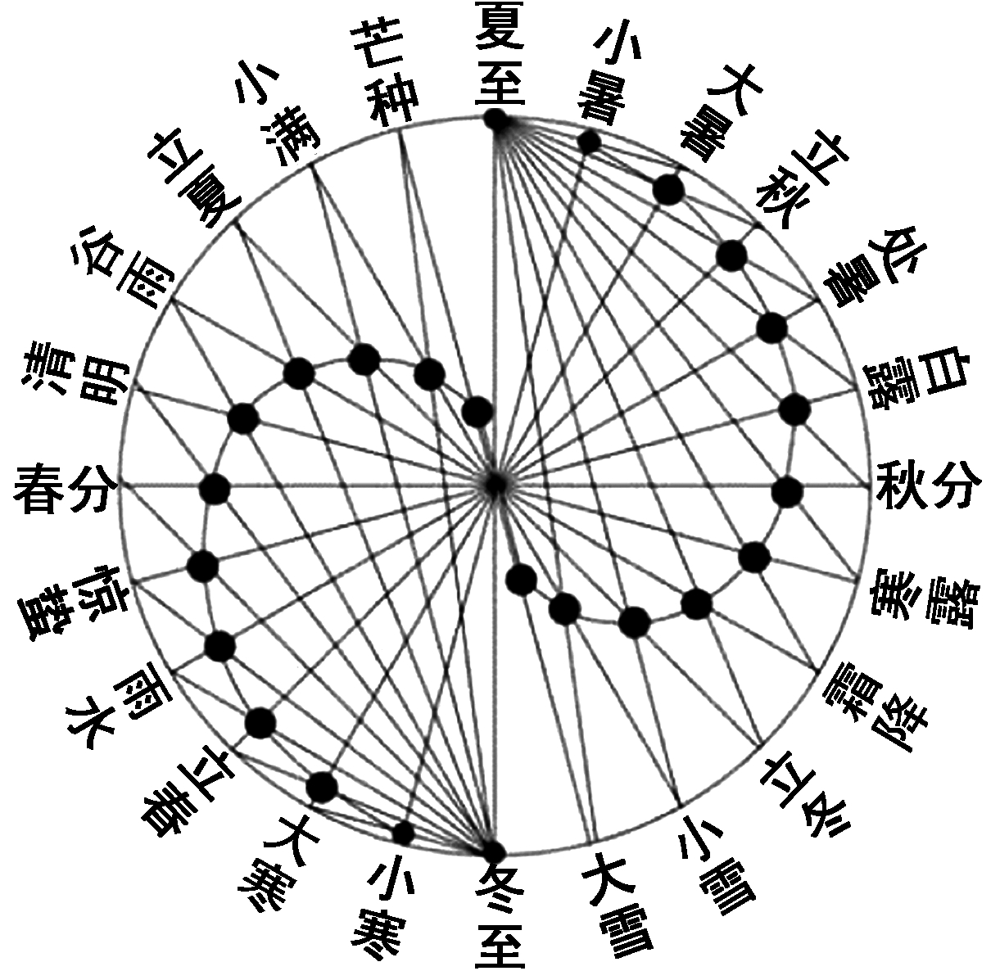 夏至
小暑
大暑
立秋
处暑
白露
秋分
寒露
霜降
立冬
小雪
大雪
冬至
小寒
大寒
立春
雨水
惊蛰
春分
清明
谷雨
立夏
小满
芒种